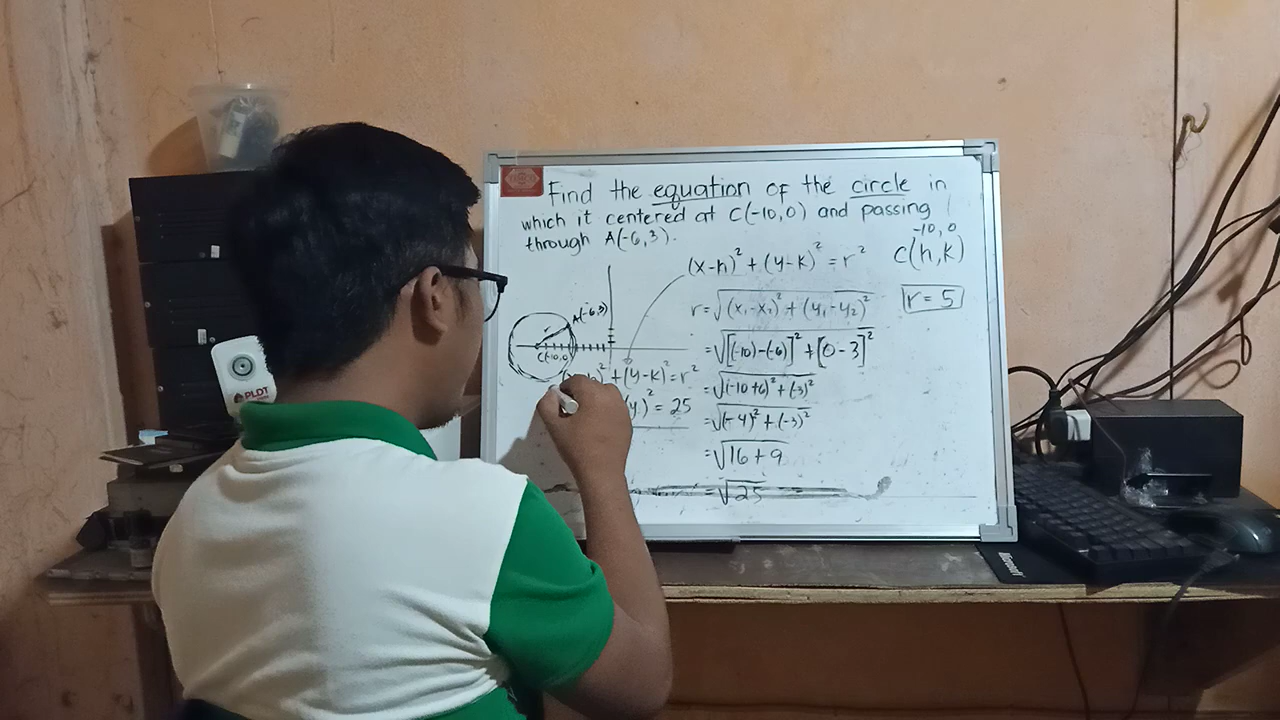 Find the equation of the circle in
which it centered at C(-10,0) and passing
through A(-6,3).
-10, 0
C(h,k)
r = 5
(x-h)² + (y-k)² = r²
r = √(x₁-x₂)² + (y₁-y₂)²
= √[(-10)-(-6)]² + [0-3]²
= √(-10+6)² + (-3)²
= √(-4)² + (-3)²
= √16+9
= √25
A(-6,3)
r
C(-10,0)
+(y-k)²=r²
y)² = 25
PLDT
Microsoft